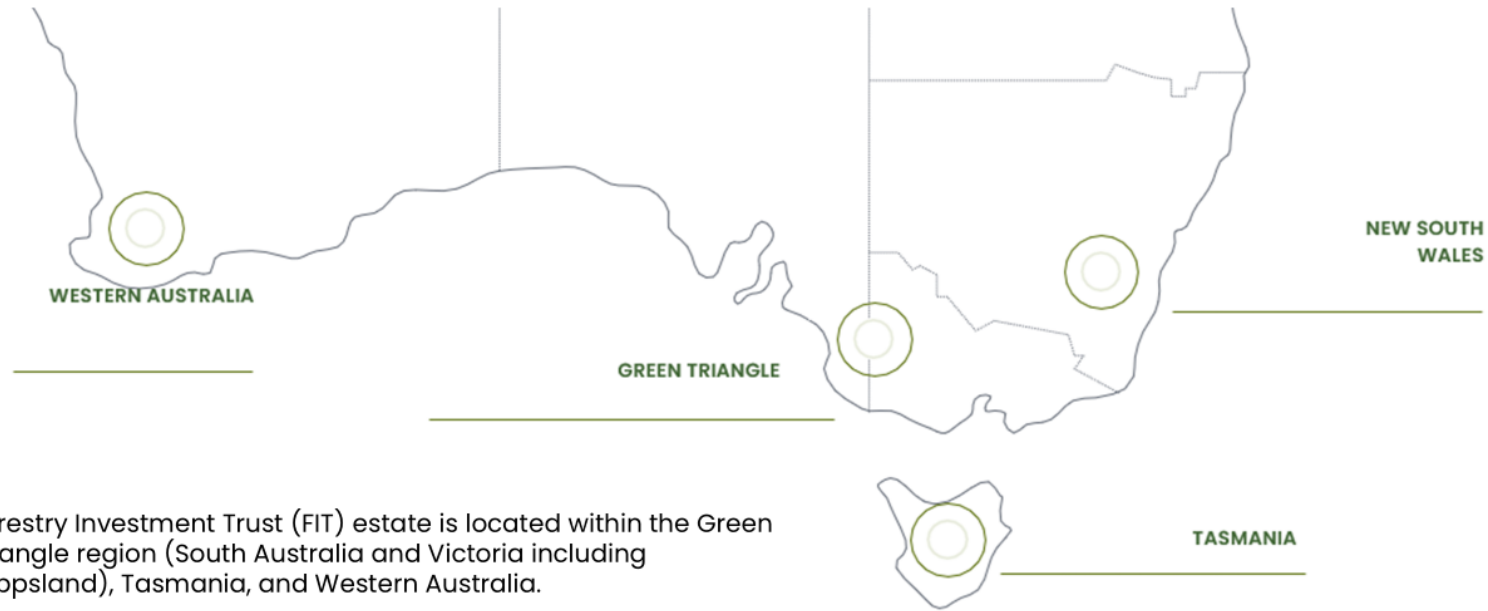 NEW SOUTH
WALES
WESTERN AUSTRALIA
GREEN TRIANGLE
restry Investment Trust (FIT) estate is located within the Green
angle region (South Australia and Victoria including
ppsland), Tasmania, and Western Australia.
TASMANIA